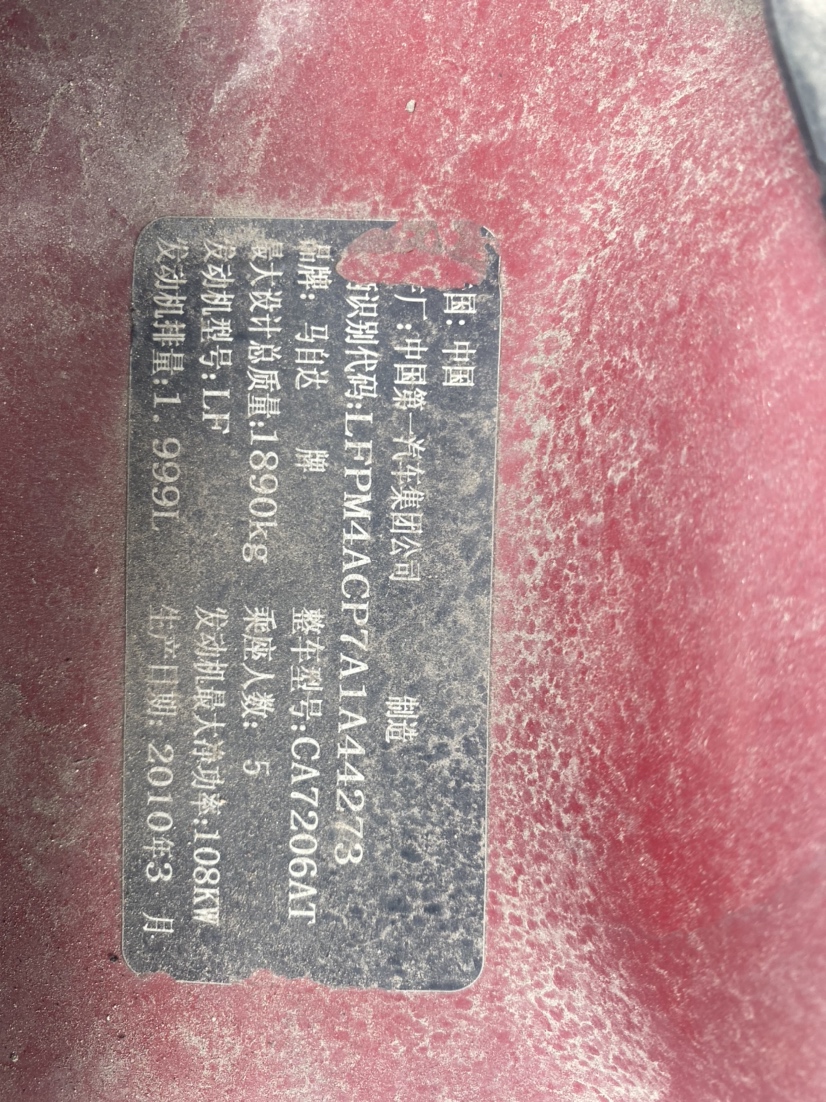 国: 中国
厂: 中国第一汽车集团公司 制造
识别代码:LFPM4ACP7A1A44273
品牌: 马自达 牌 整车型号:CA7206AT
最大设计总质量:1890kg 乘座人数: 5
发动机型号:LF 发动机最大净功率:108KW
发动机排量:1.999L 生产日期: 2010年3 月